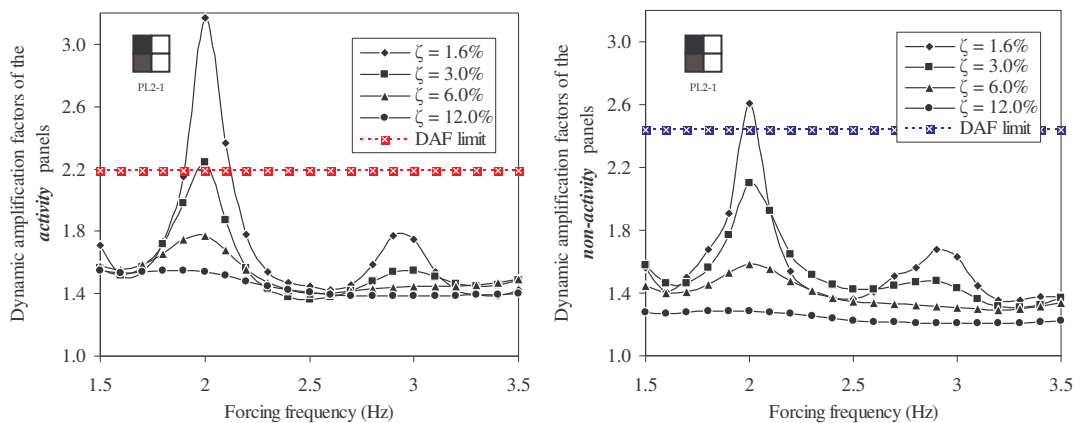 Dynamic amplification factors of the
activity panels
3.0
2.6
2.2
1.8
1.4
1.0
PL2-1
ζ = 1.6%
ζ = 3.0%
ζ = 6.0%
ζ = 12.0%
DAF limit
1.5
2
2.5
3
3.5
Forcing frequency (Hz)
Dynamic amplification factors of the
non-activity panels
3.0
2.6
2.2
1.8
1.4
1.0
PL2-1
ζ = 1.6%
ζ = 3.0%
ζ = 6.0%
ζ = 12.0%
DAF limit
1.5
2
2.5
3
3.5
Forcing frequency (Hz)